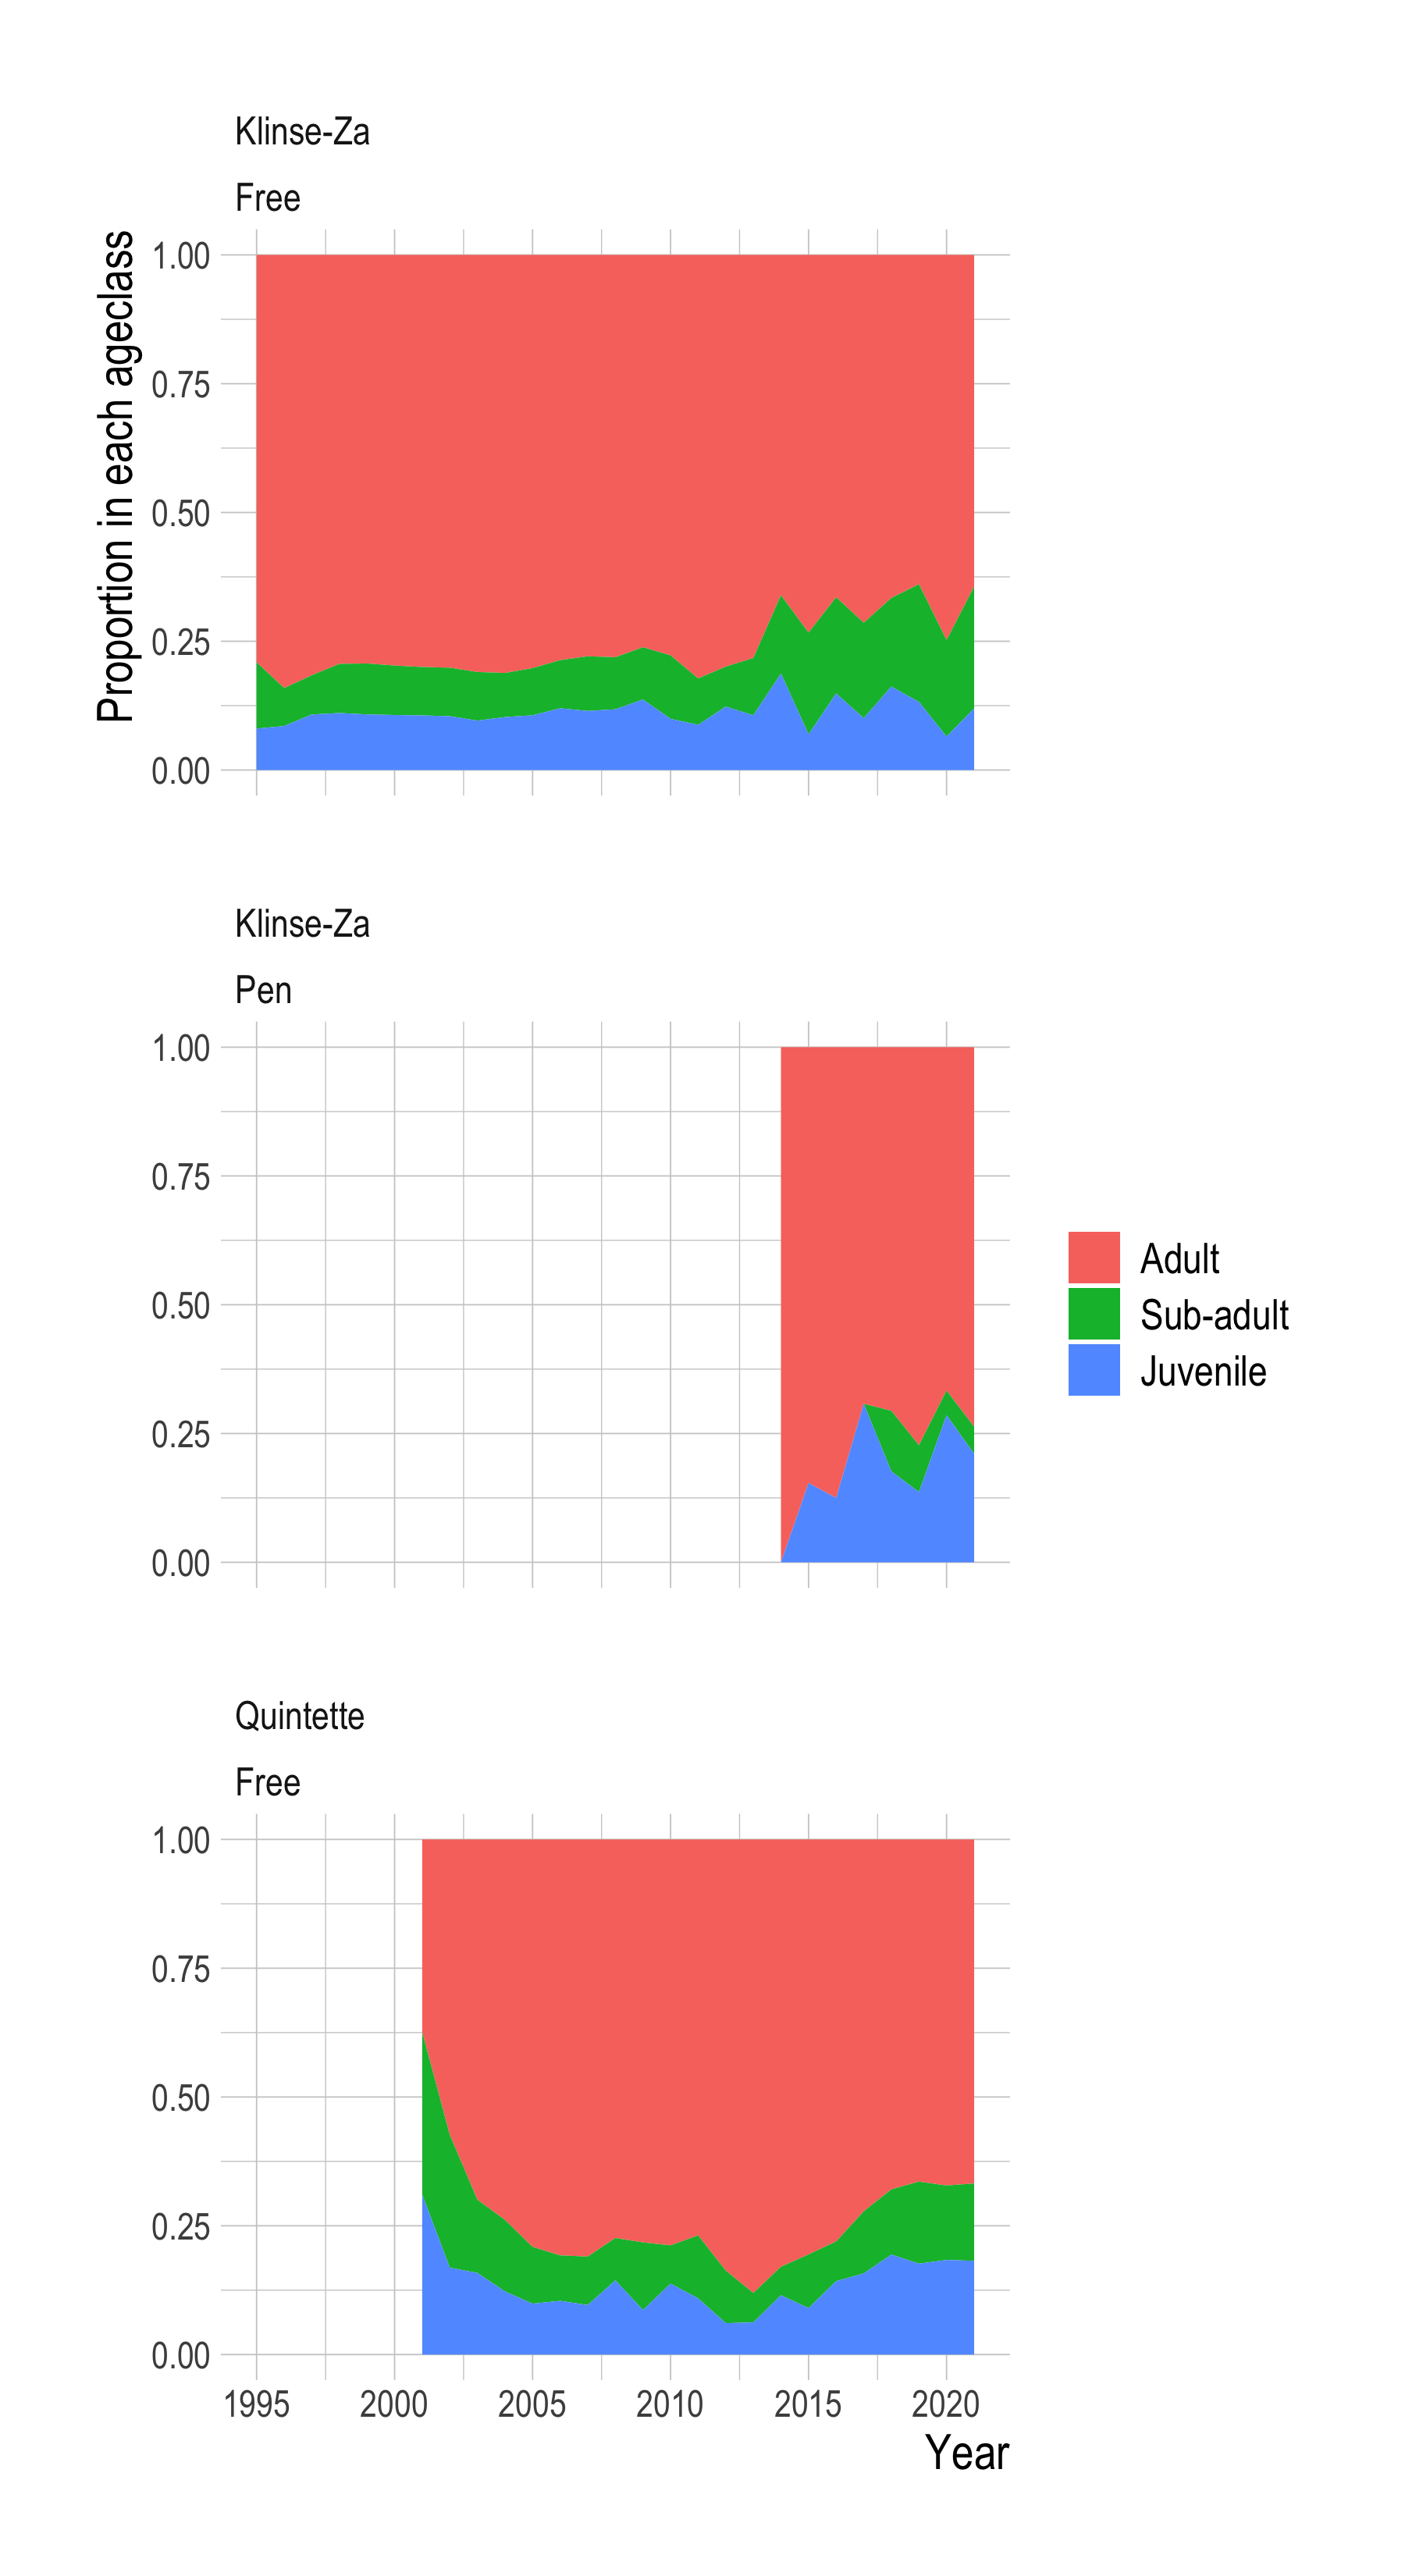 Klinse-Za
Free
Proportion in each ageclass
1.00
0.75
0.50
0.25
0.00
Klinse-Za
Pen
1.00
0.75
0.50
0.25
0.00
Adult
Sub-adult
Juvenile
Quintette
Free
1.00
0.75
0.50
0.25
0.00
1995 2000 2005 2010 2015 2020
Year